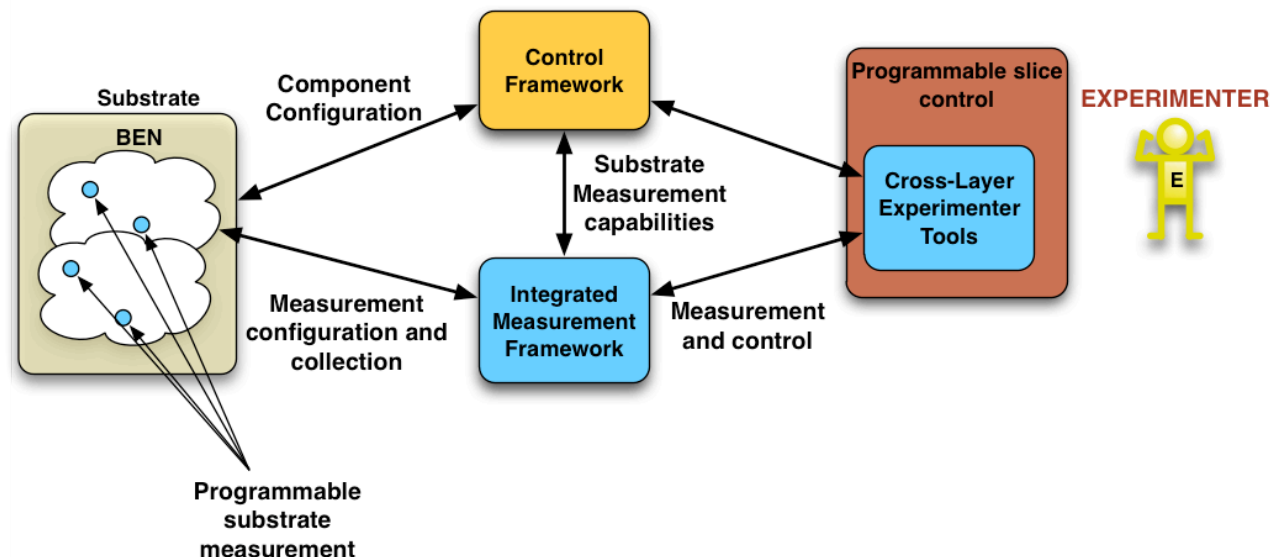 Substrate
BEN
Component
Configuration
Control
Framework
Programmable slice
control
EXPERIMENTER
E
Cross-Layer
Experimenter
Tools
Substrate
Measurement
capabilities
Measurement
configuration and
collection
Integrated
Measurement
Framework
Measurement
and control
Programmable
substrate
measurement